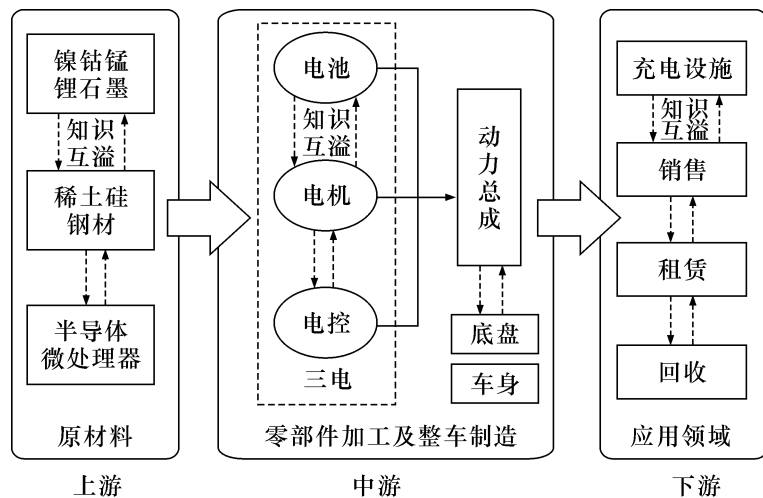 镍钴锰
锂石墨
知识
互溢
稀土硅
钢材
半导体
微处理器
原材料
上游
电池
知识
互溢
电机
电控
三电
动力总成
底盘
车身
零部件加工及整车制造
中游
充电设施
知识
互溢
销售
租赁
回收
应用领域
下游